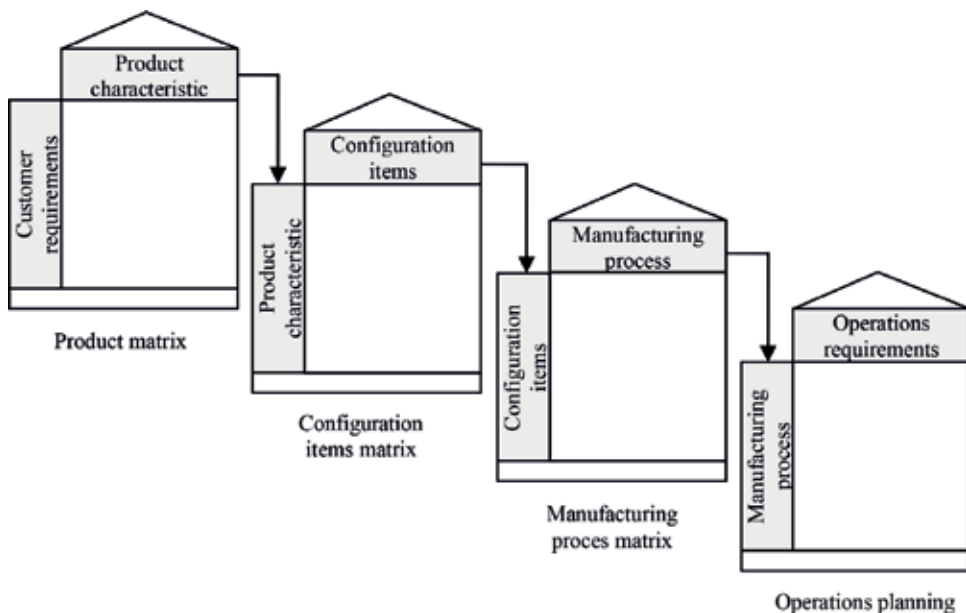 Product
characteristic
Customer
requirements
Product matrix
Configuration
items
Product
characteristic
Configuration
items matrix
Manufacturing
process
Configuration
items
Manufacturing
proces matrix
Operations
requirements
Manufacturing
process
Operations planning